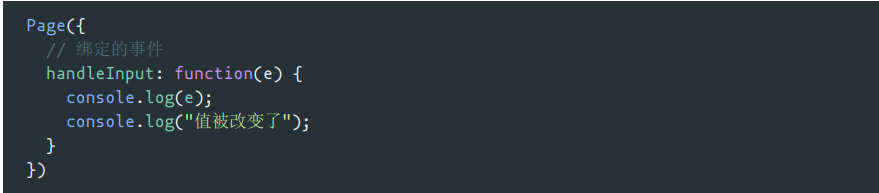 Page({
  // 绑定的事件
  handleInput: function(e) {
    console.log(e);
    console.log("值被改变了");
  }
})